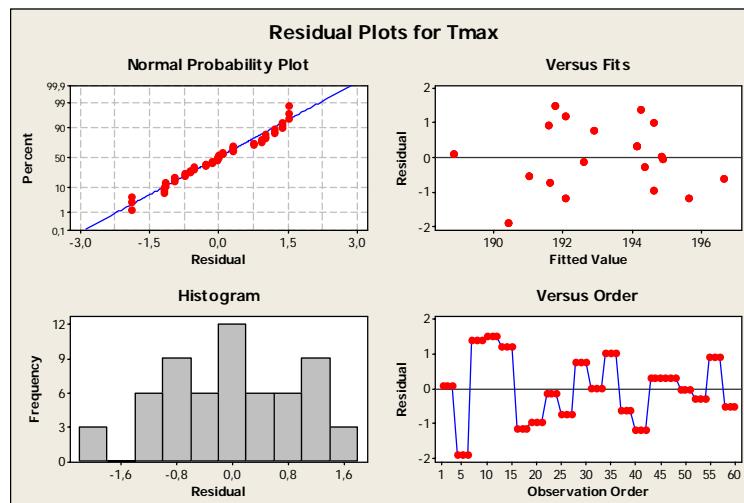 Residual Plots for Tmax
Normal Probability Plot
99,9
99
90
50
10
1
0,1
Percent
-3,0 -1,5 0,0 1,5 3,0
Residual
Versus Fits
2
1
0
-1
-2
Residual
190 192 194 196
Fitted Value
Histogram
12
9
6
3
0
Frequency
-1,6 -0,8 0,0 0,8 1,6
Residual
Versus Order
2
1
0
-1
-2
Residual
1 5 10 15 20 25 30 35 40 45 50 55 60
Observation Order